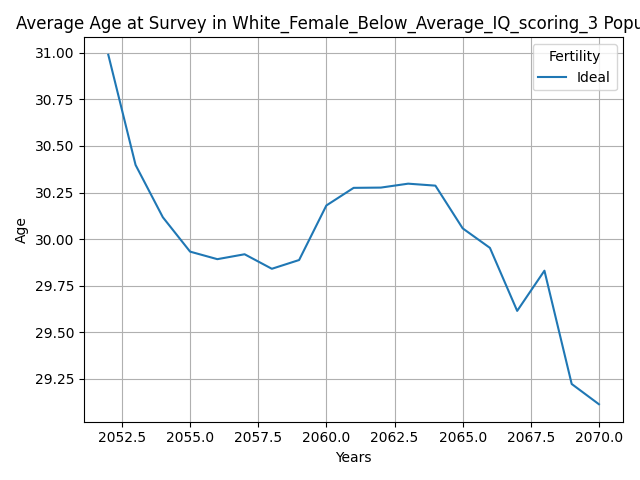 Average Age at Survey in White_Female_Below_Average_IQ_scoring_3 Popu
Fertility
Ideal
31.00
30.75
30.50
30.25
30.00
29.75
29.50
29.25
Age
2052.5 2055.0 2057.5 2060.0 2062.5 2065.0 2067.5 2070.0
Years